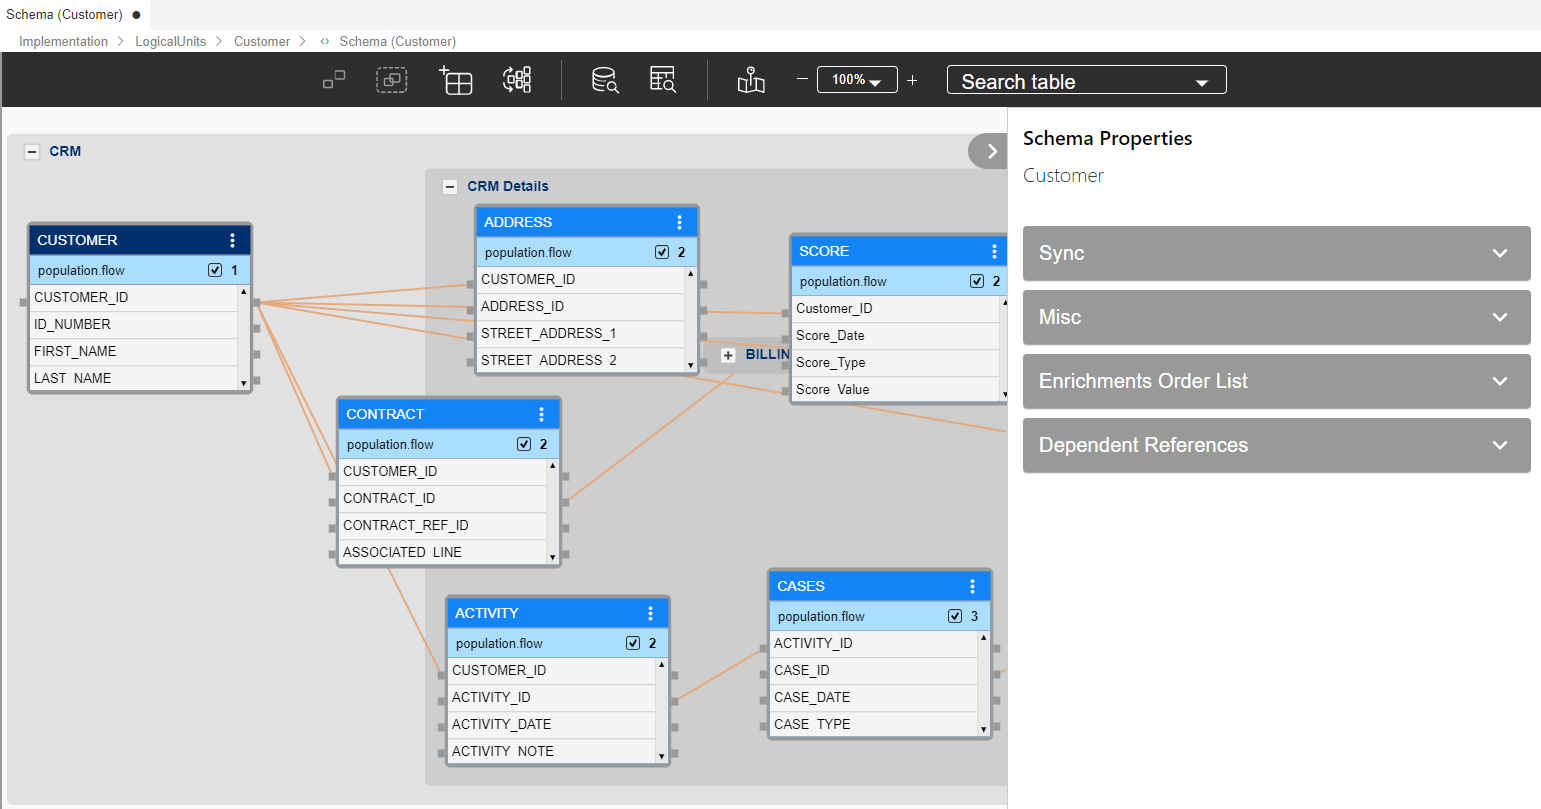 Schema (Customer) ●
Implementation > LogicalUnits > Customer > <> Schema (Customer)
− 100% + Search table
CRM
CRM Details
CUSTOMER
population.flow 1
CUSTOMER_ID
ID_NUMBER
FIRST_NAME
LAST_NAME
ADDRESS
population.flow 2
CUSTOMER_ID
ADDRESS_ID
STREET_ADDRESS_1
STREET_ADDRESS_2
SCORE
population.flow 2
Customer_ID
Score_Date
Score_Type
Score_Value
BILLIN
CONTRACT
population.flow 2
CUSTOMER_ID
CONTRACT_ID
CONTRACT_REF_ID
ASSOCIATED_LINE
ACTIVITY
population.flow 2
CUSTOMER_ID
ACTIVITY_ID
ACTIVITY_DATE
ACTIVITY_NOTE
CASES
population.flow 3
ACTIVITY_ID
CASE_ID
CASE_DATE
CASE_TYPE
Schema Properties
Customer
Sync
Misc
Enrichments Order List
Dependent References